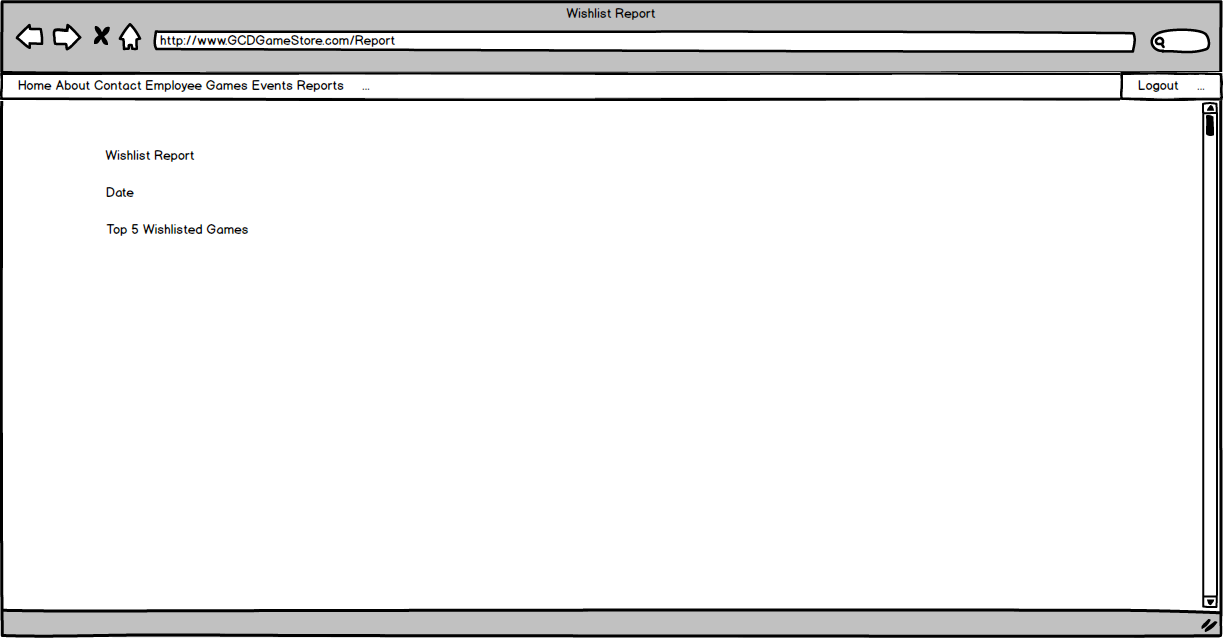 Wishlist Report
http://www.GCDGameStore.com/Report
Home About Contact Employee Games Events Reports ... Logout ...
Wishlist Report
Date
Top 5 Wishlisted Games